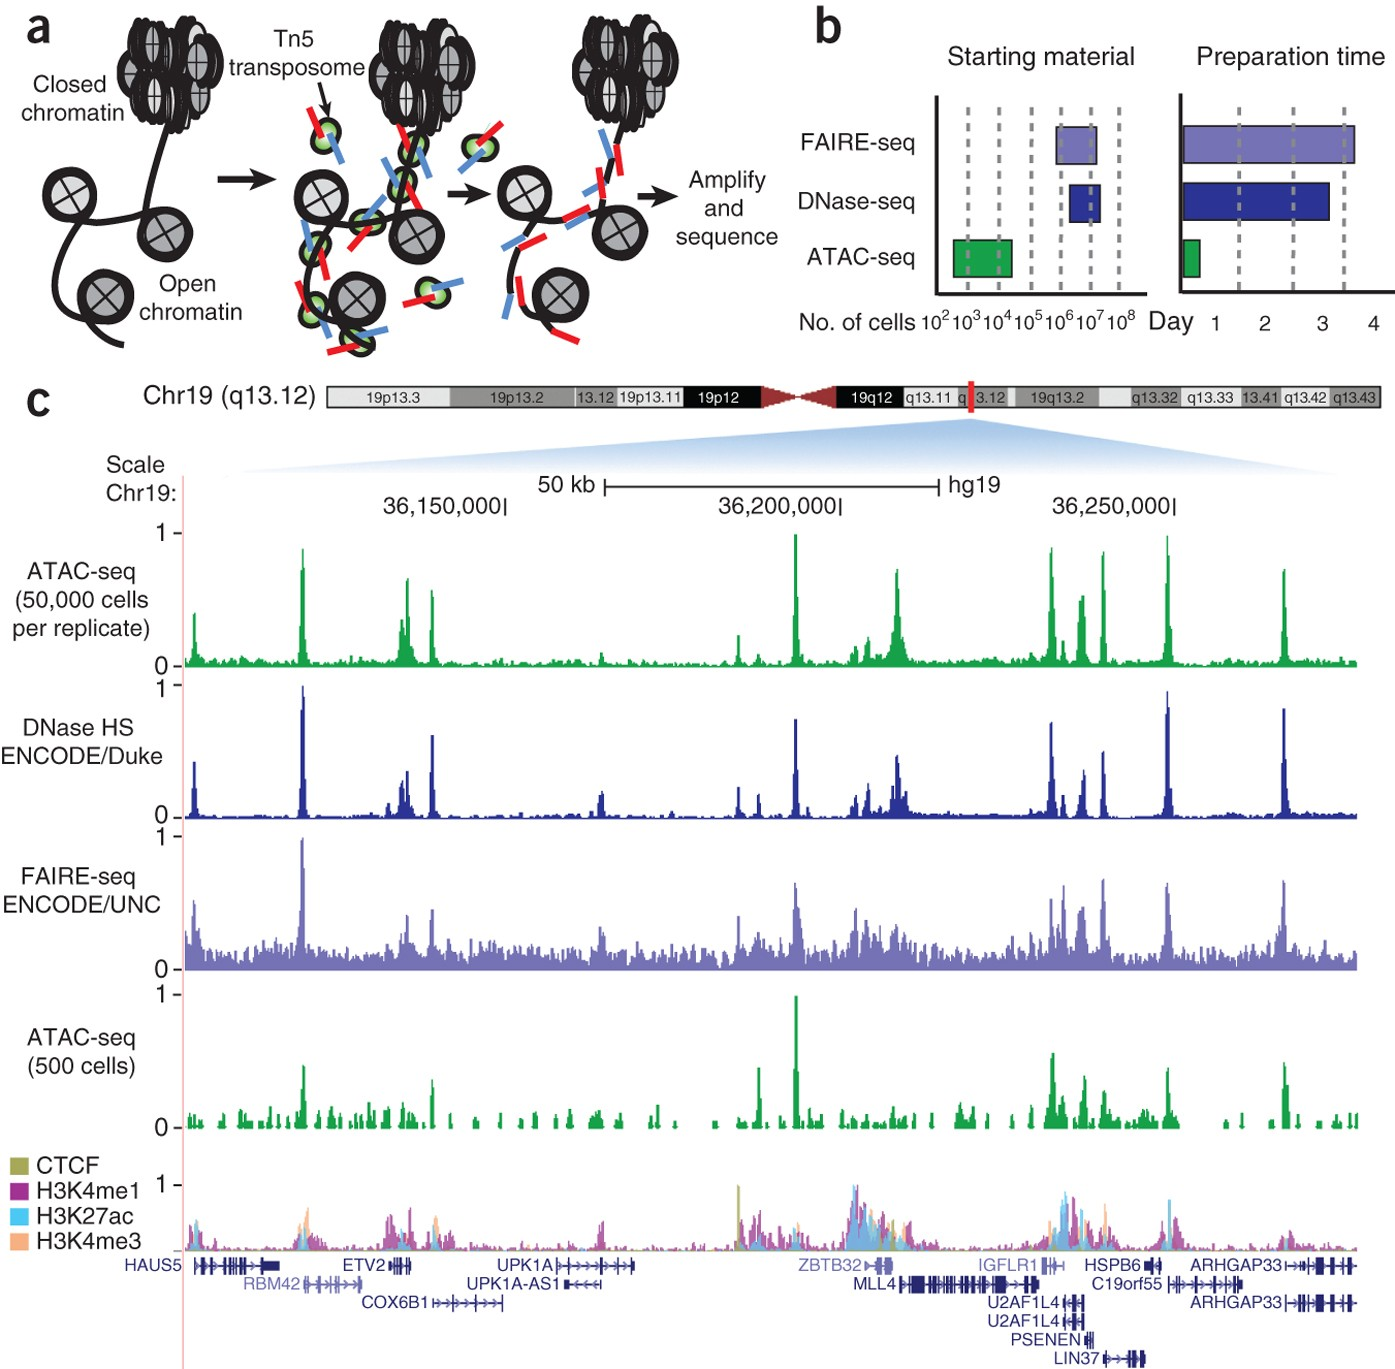 a
Closed
chromatin
Tn5
transposome
Open
chromatin
Amplify
and
sequence
b
Starting material
Preparation time
FAIRE-seq
DNase-seq
ATAC-seq
No. of cells 10² 10³ 10⁴ 10⁵ 10⁶ 10⁷ 10⁸
Day 1 2 3 4
c
Chr19 (q13.12)
19p13.3 19p13.2 13.12 19p13.11 19p12 19q12 q13.11 q13.12 19q13.2 q13.32 q13.33 13.41 q13.42 q13.43
Scale
Chr19:
50 kb hg19
36,150,000| 36,200,000| 36,250,000|
1
ATAC-seq
(50,000 cells
per replicate)
0
1
DNase HS
ENCODE/Duke
0
1
FAIRE-seq
ENCODE/UNC
0
1
ATAC-seq
(500 cells)
0
CTCF
H3K4me1
H3K27ac
H3K4me3
1
HAUS5 ETV2 UPK1A ZBTB32 IGFLR1 HSPB6 ARHGAP33
RBM42 UPK1A-AS1 MLL4 C19orf55
COX6B1 U2AF1L4 ARHGAP33
U2AF1L4
PSENEN
LIN37